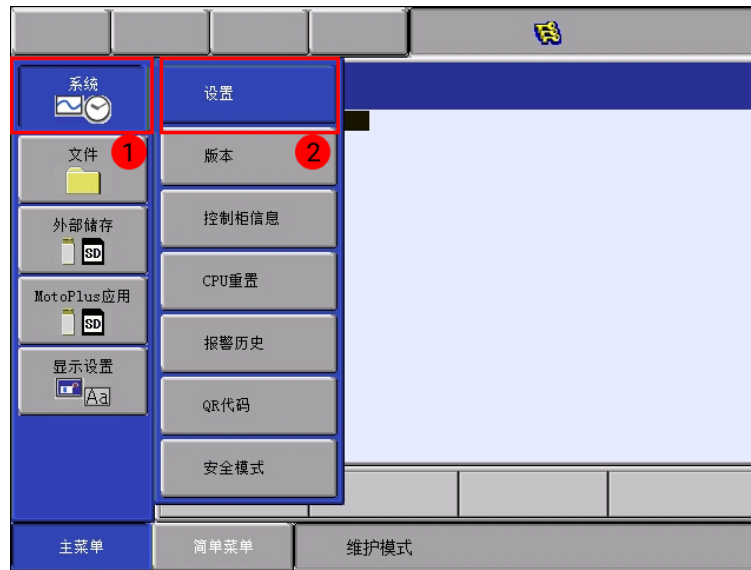 系统
设置
文件
1
版本
2
外部储存
SD
控制柜信息
MotoPlus应用
SD
CPU重置
报警历史
显示设置
Aa
QR代码
安全模式
主菜单
简单菜单
维护模式